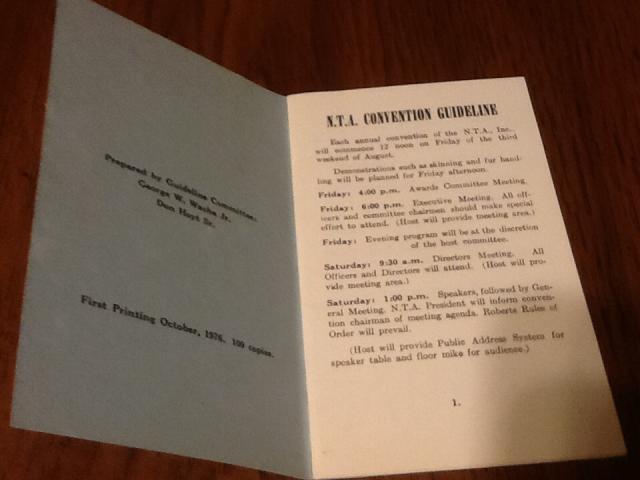 Prepared by Guideline Committee:
George W. Wacha Jr.
Don Hoyt Sr.
First Printing October, 1976. 100 copies.
N.T.A. CONVENTION GUIDELINE
Each annual convention of the N.T.A., Inc.,
will commence 12 noon on Friday of the third
weekend of August.
Demonstrations such as skinning and fur hand-
ling will be planned for Friday afternoon.
Friday: 4:00 p.m. Awards Committee Meeting.
Friday: 6:00 p.m. Executive Meeting. All off-
icers and committee chairmen should make special
effort to attend. (Host will provide meeting area.)
Friday: Evening program will be at the discretion
of the host committee.
Saturday: 9:30 a.m. Directors Meeting. All
Officers and Directors will attend. (Host will pro-
vide meeting area.)
Saturday: 1:00 p.m. Speakers, followed by Gen-
eral Meeting. N.T.A. President will inform conven-
tion chairman of meeting agenda. Roberts Rules of
Order will prevail.
(Host will provide Public Address System for
speaker table and floor mike for audience.)
1.